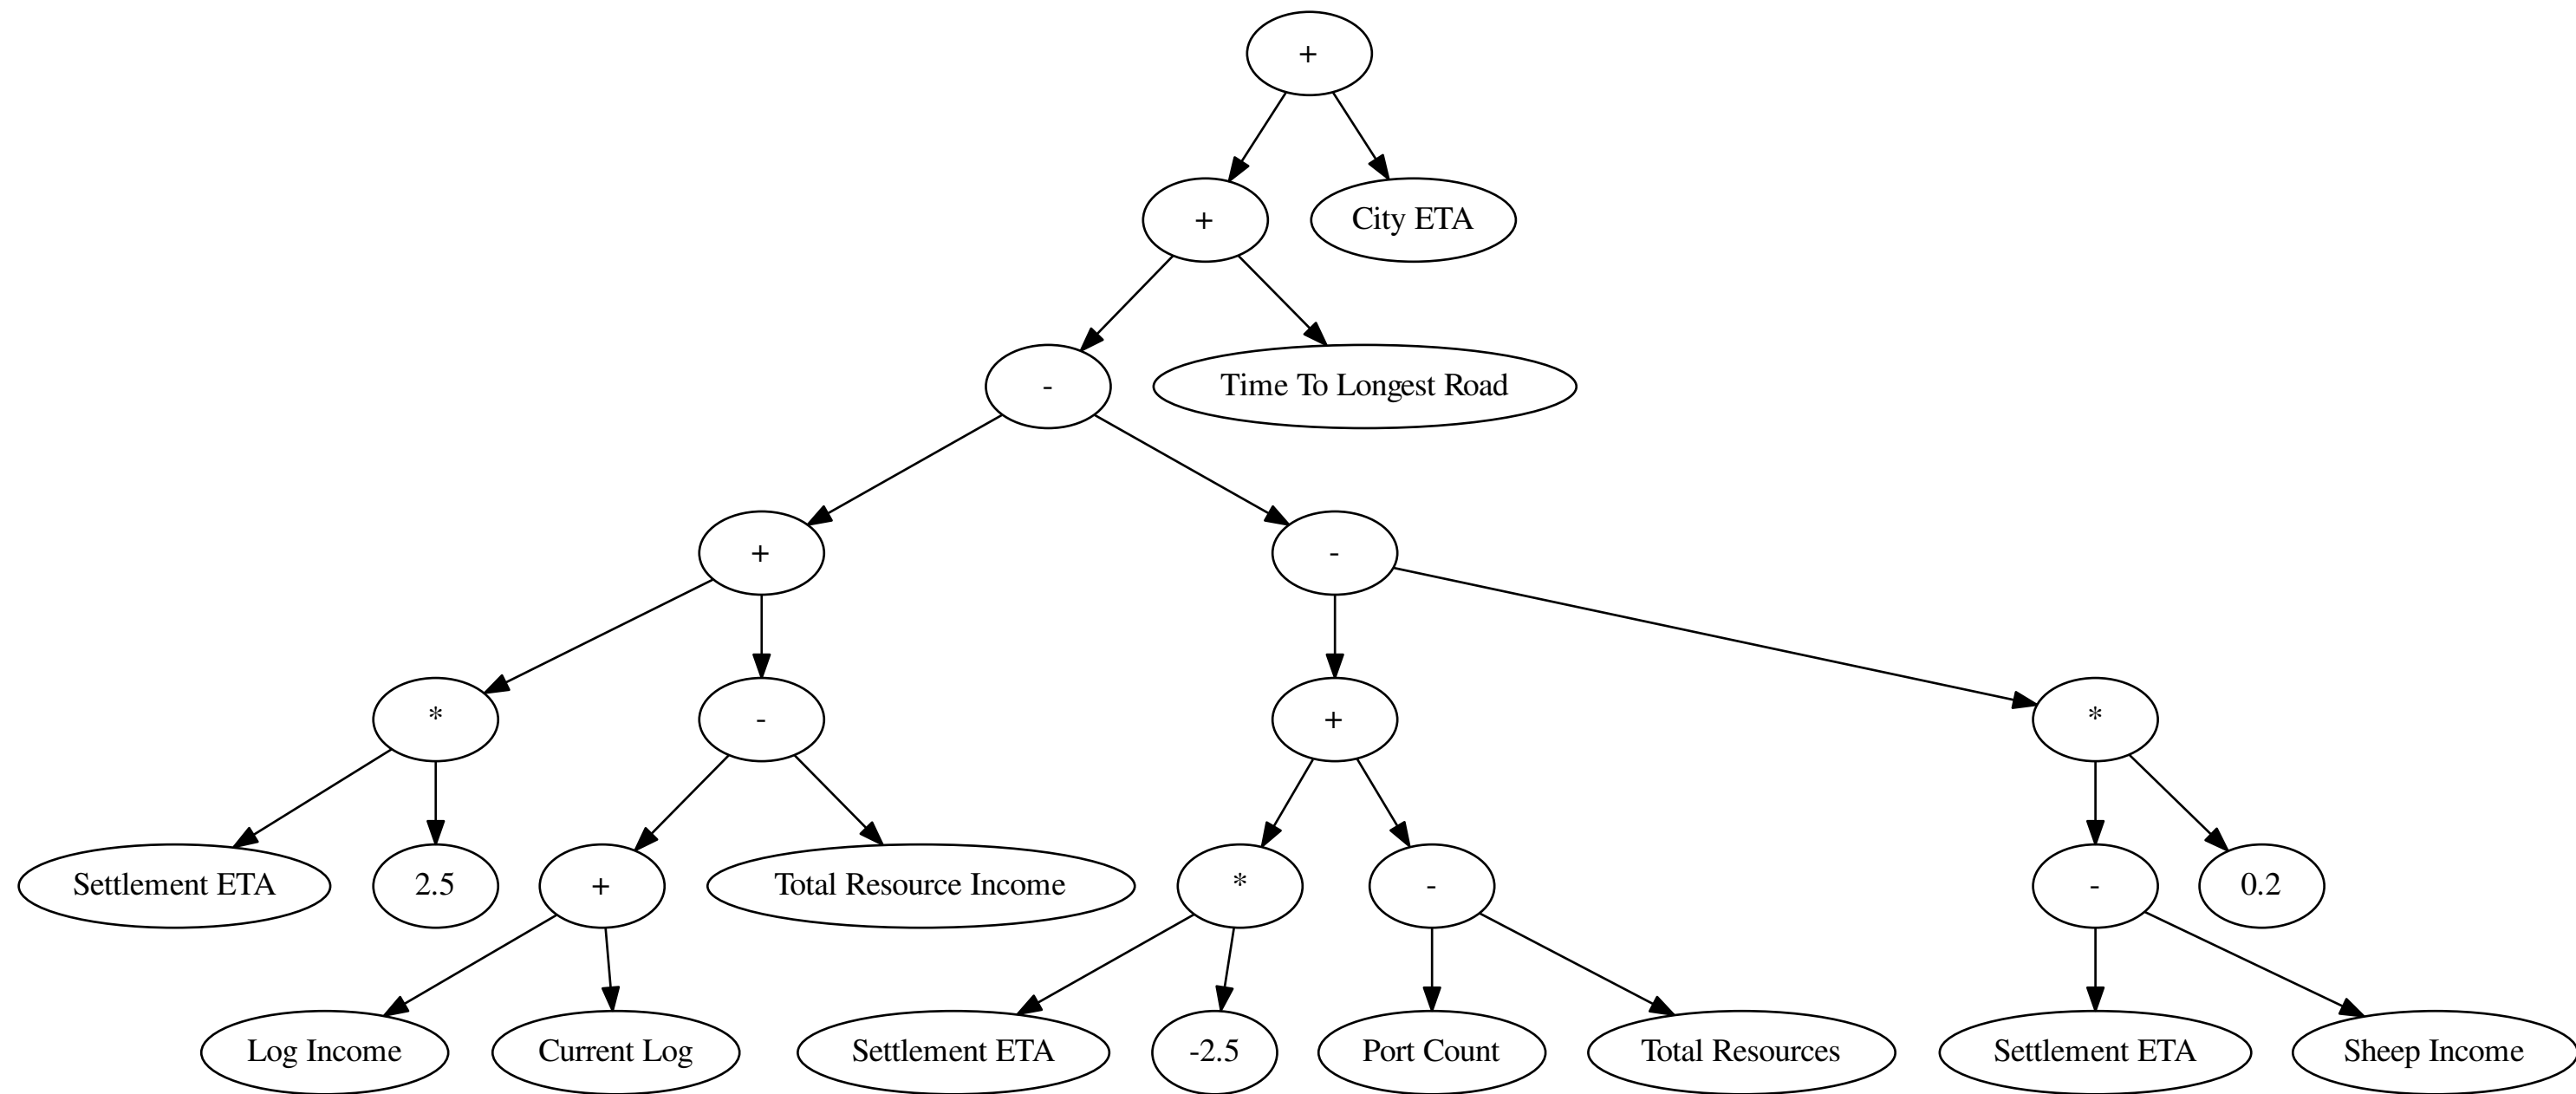 +
+
City ETA
-
Time To Longest Road
+
-
*
-
+
*
Settlement ETA
2.5
+
Total Resource Income
*
-
-
0.2
Log Income
Current Log
Settlement ETA
-2.5
Port Count
Total Resources
Settlement ETA
Sheep Income